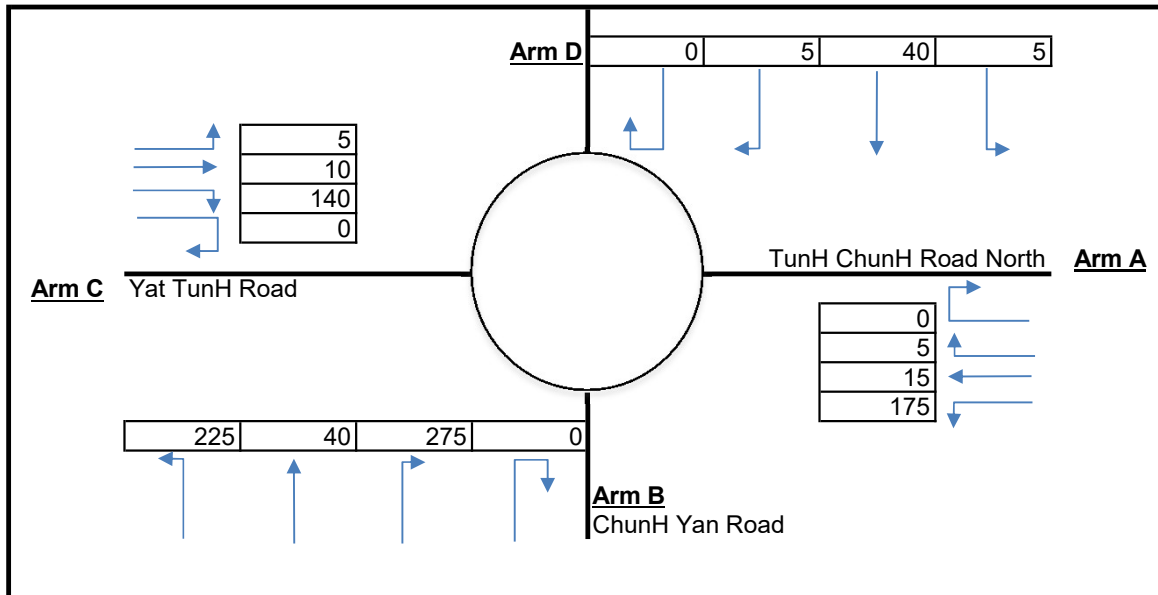 Arm D
0 5 40 5
5
10
140
0
TunH ChunH Road North Arm A
Arm C Yat TunH Road
0
5
15
175
225 40 275 0
Arm B
ChunH Yan Road